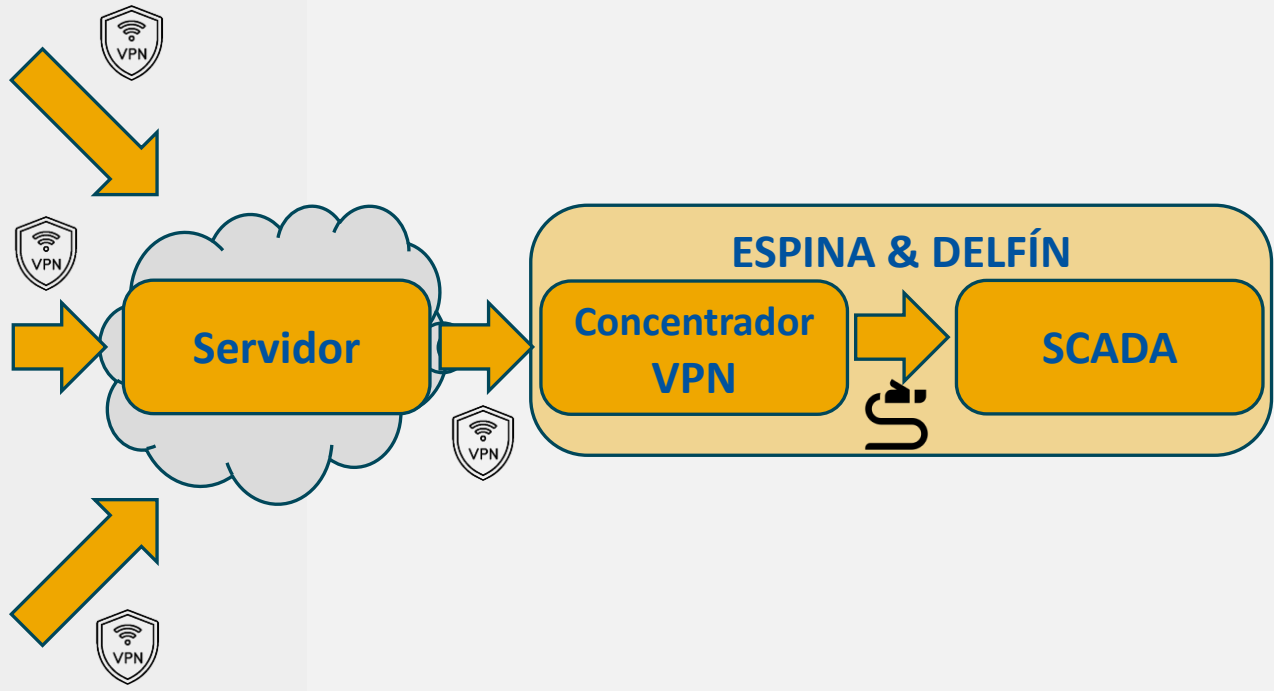 VPN
VPN
ESPINA & DELFÍN
Servidor
Concentrador
VPN
SCADA
VPN
VPN